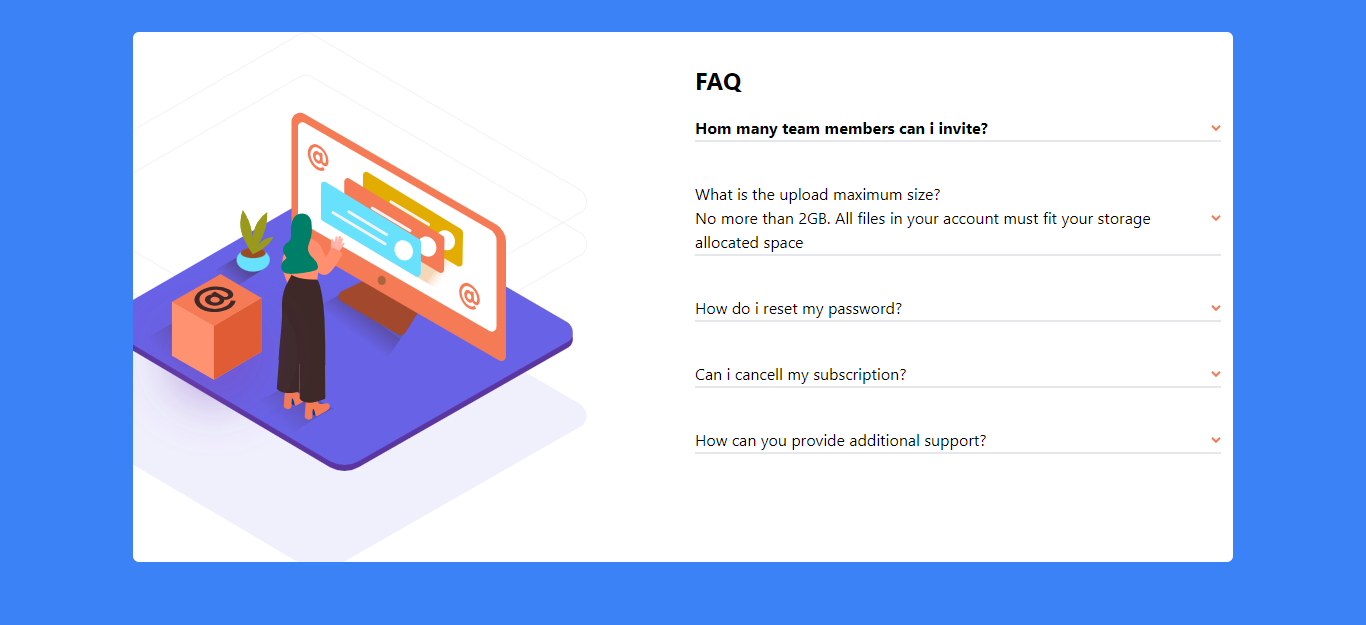 FAQ
Hom many team members can i invite?
What is the upload maximum size?
No more than 2GB. All files in your account must fit your storage
allocated space
How do i reset my password?
Can i cancell my subscription?
How can you provide additional support?
@
@
@